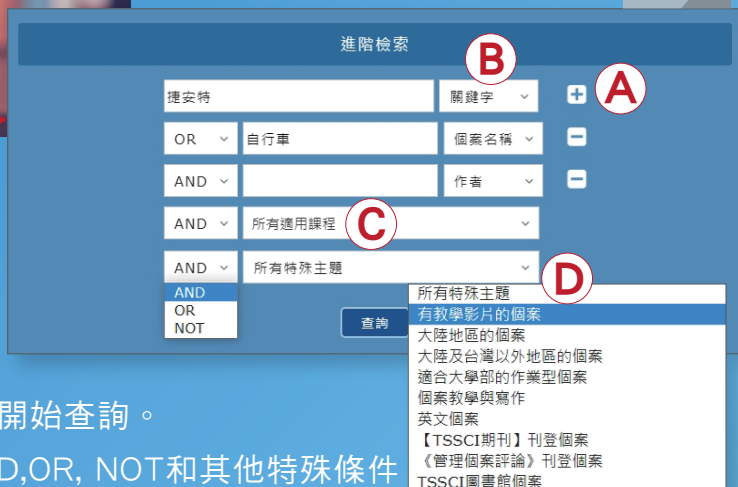 進階檢索
B
捷安特 關鍵字 A
OR 自行車 個案名稱
AND 作者
AND 所有適用課程 C
AND 所有特殊主題 D
AND
OR
NOT
查詢
所有特殊主題
有教學影片的個案
大陸地區的個案
大陸及台灣以外地區的個案
適合大學部的作業型個案
個案教學與寫作
英文個案
【TSSCI期刊】刊登個案
《管理個案評論》刊登個案
TSSCI圖書館個案
開始查詢。
D,OR, NOT和其他特殊條件